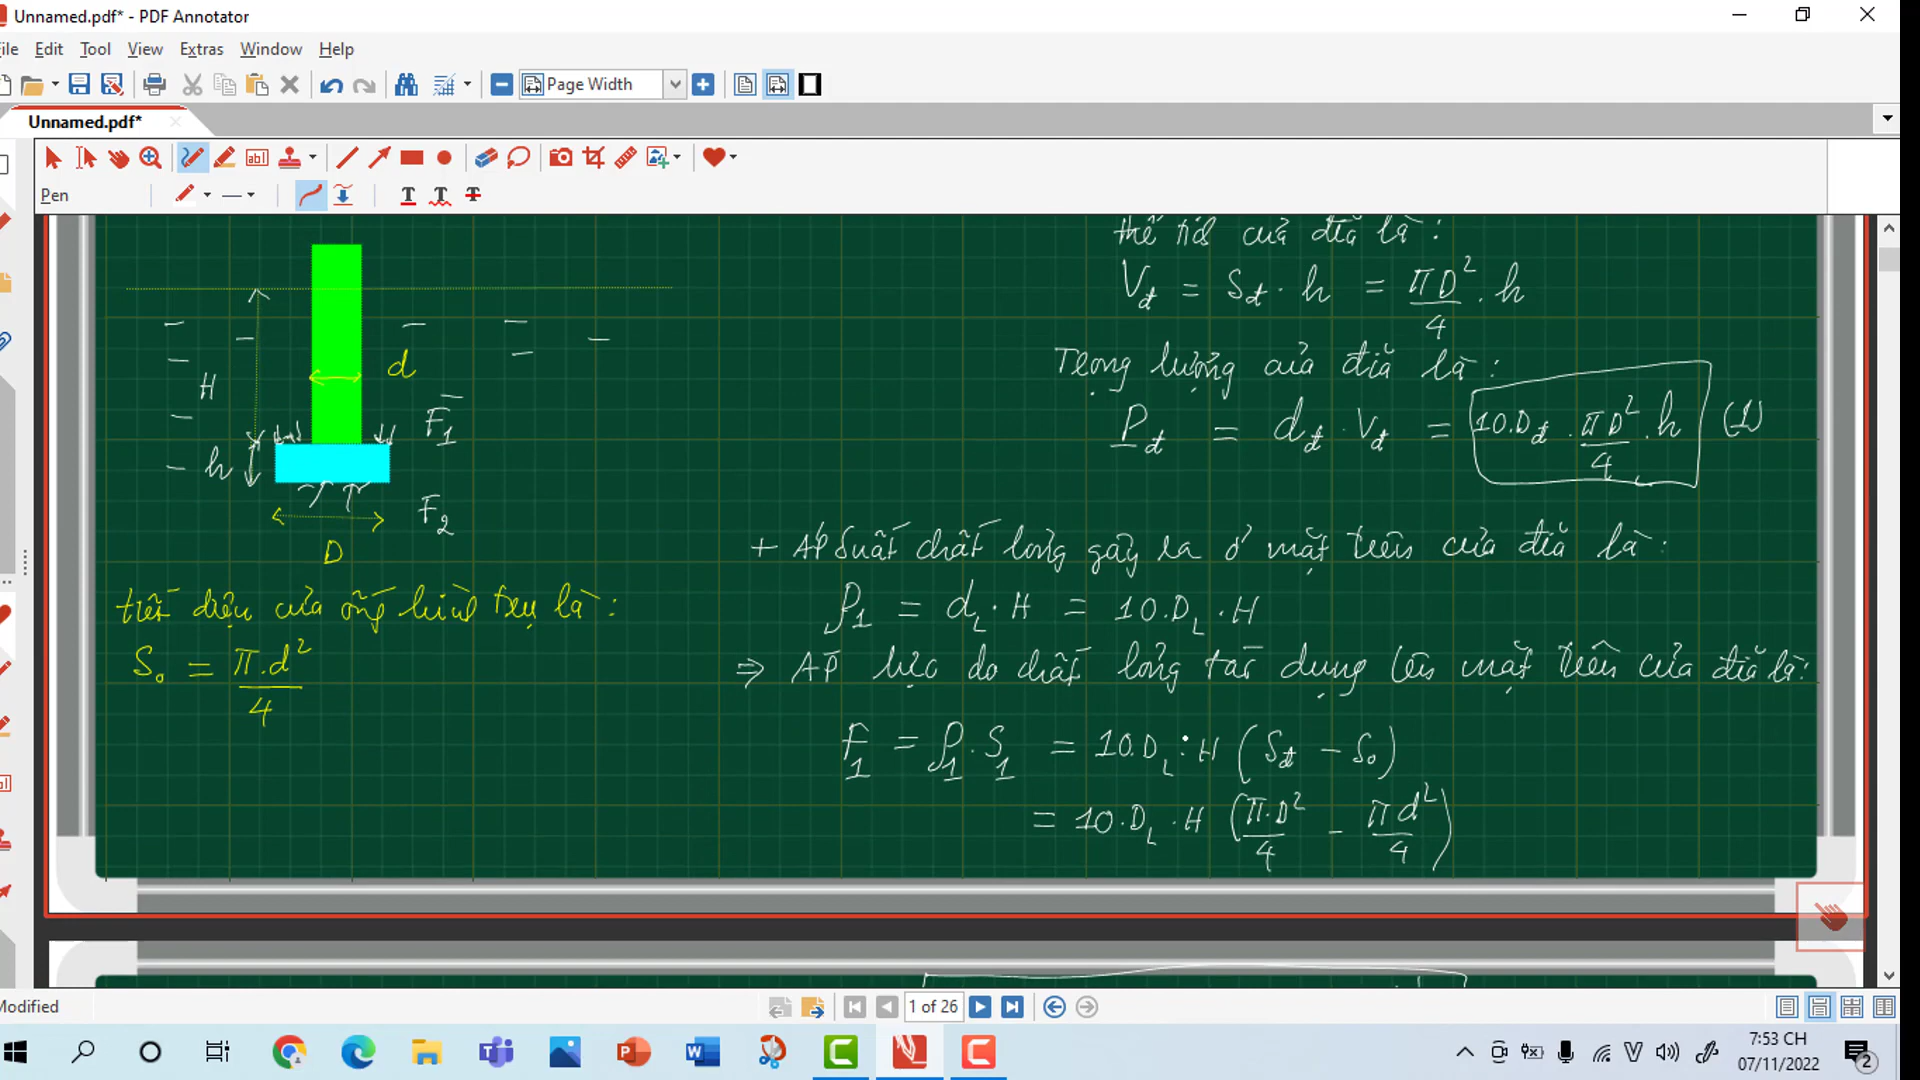 Unnamed.pdf* - PDF Annotator
File Edit Tool View Extras Window Help
Page Width
Unnamed.pdf*
Pen
thể tích của đĩa là:
Vđ = Sđ . h = πD²/4 . h
Trọng lượng của đĩa là:
Pđ = dđ . Vđ = 10.Dđ . πD²/4 . h (1)
H
d
F1
h
F2
D
+ Áp suất chất lỏng gây ra ở mặt trên của đĩa là:
p1 = dL . H = 10.DL . H
⇒ Áp lực do chất lỏng tác dụng lên mặt trên của đĩa là:
F1 = p1 . S1 = 10.DL . H (Sđ - S0)
= 10.DL . H (π.D²/4 - πd²/4)
tiết diện của ống hình trụ là:
S0 = π.d²/4
Modified
1 of 26
7:53 CH
07/11/2022
2